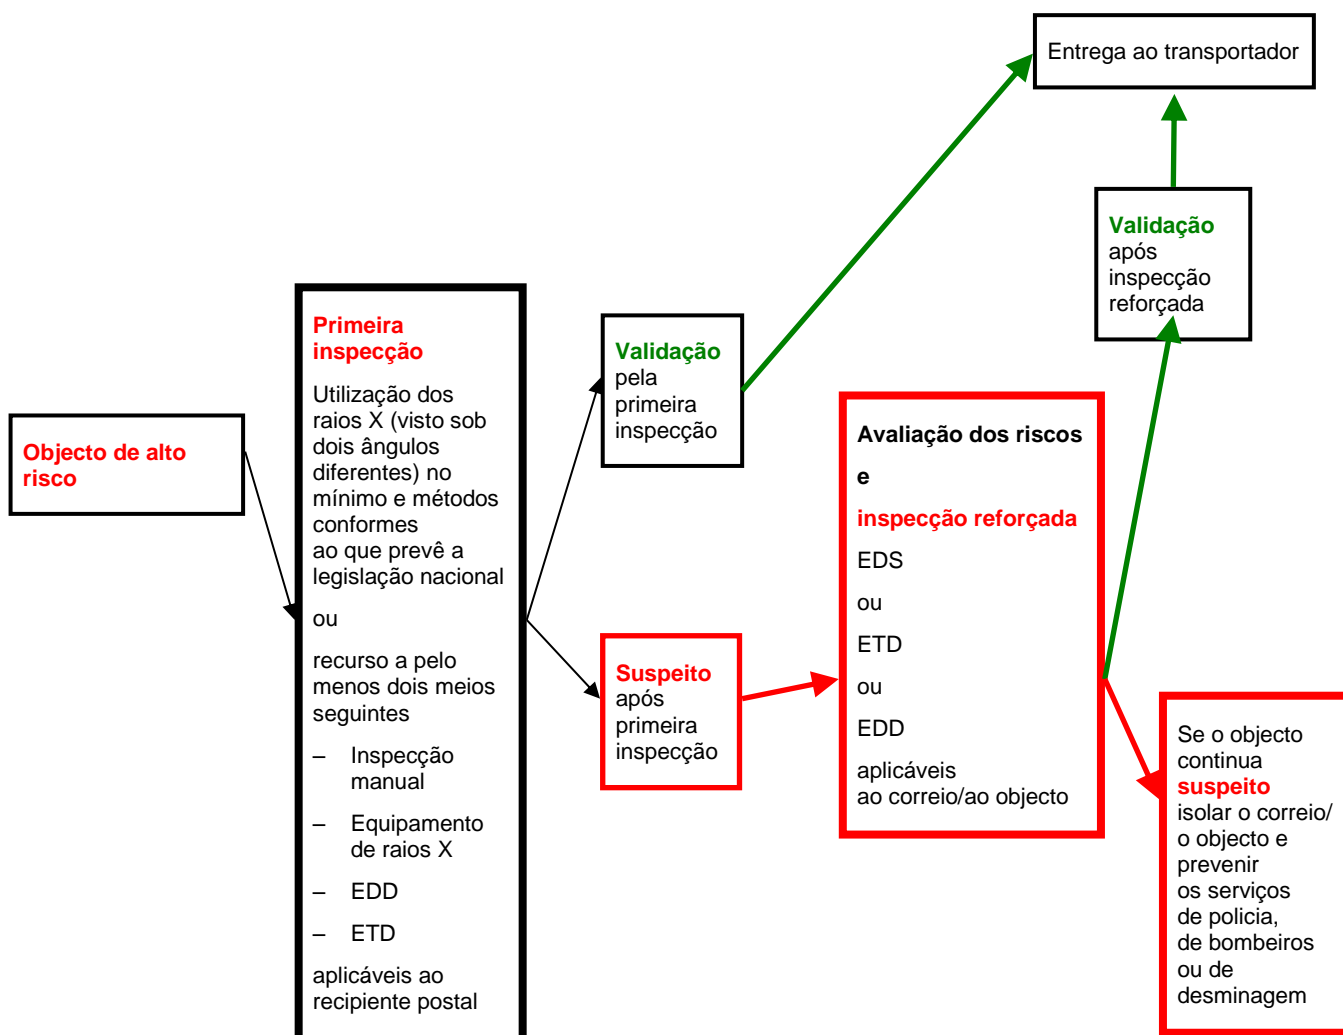 Entrega ao transportador
Validação
após
inspecção
reforçada
Objecto de alto
risco
Primeira
inspecção
Utilização dos
raios X (visto sob
dois ângulos
diferentes) no
mínimo e métodos
conformes
ao que prevê a
legislação nacional
ou
recurso a pelo
menos dois meios
seguintes
– Inspecção
manual
– Equipamento
de raios X
– EDD
– ETD
aplicáveis ao
recipiente postal
Validação
pela
primeira
inspecção
Suspeito
após
primeira
inspecção
Avaliação dos riscos
e
inspecção reforçada
EDS
ou
ETD
ou
EDD
aplicáveis
ao correio/ao objecto
Se o objecto
continua
suspeito
isolar o correio/
o objecto e
prevenir
os serviços
de policia,
de bombeiros
ou de
desminagem